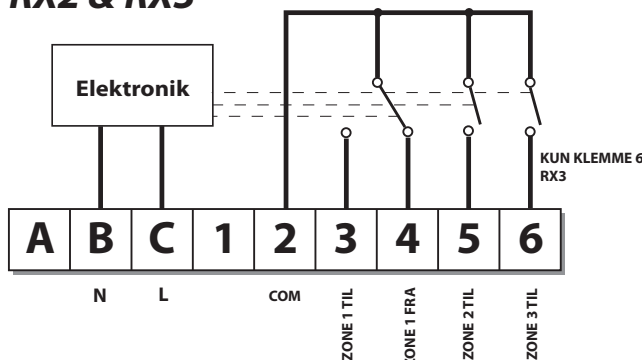 RX2 & RX3
Elektronik
KUN KLEMME 6
RX3
A B C 1 2 3 4 5 6
N L COM
ZONE 1 TIL
ZONE 1 FRA
ZONE 2 TIL
ZONE 3 TIL